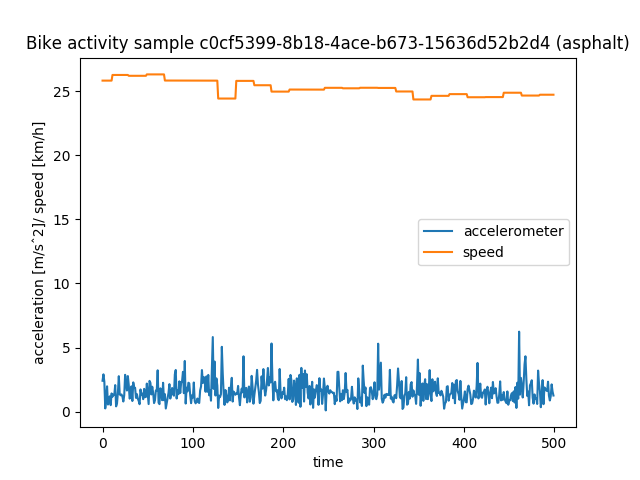 Bike activity sample c0cf5399-8b18-4ace-b673-15636d52b2d4 (asphalt)
acceleration [m/s^2]/ speed [km/h]
25
20
15
10
5
0
accelerometer
speed
0 100 200 300 400 500
time